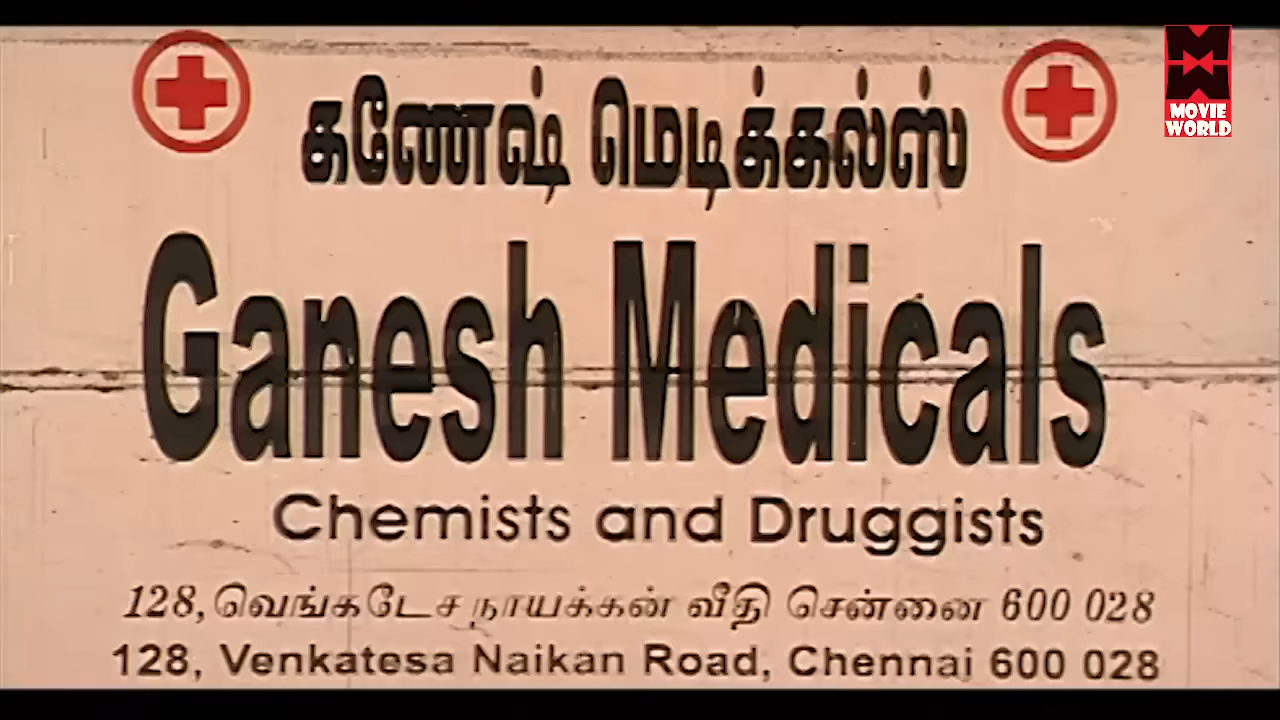 கணேஷ் மெடிக்கல்ஸ்
MOVIE
WORLD
Ganesh Medicals
Chemists and Druggists
128, வெங்கடேச நாயக்கன் வீதி சென்னை 600 028
128, Venkatesa Naikan Road, Chennai 600 028